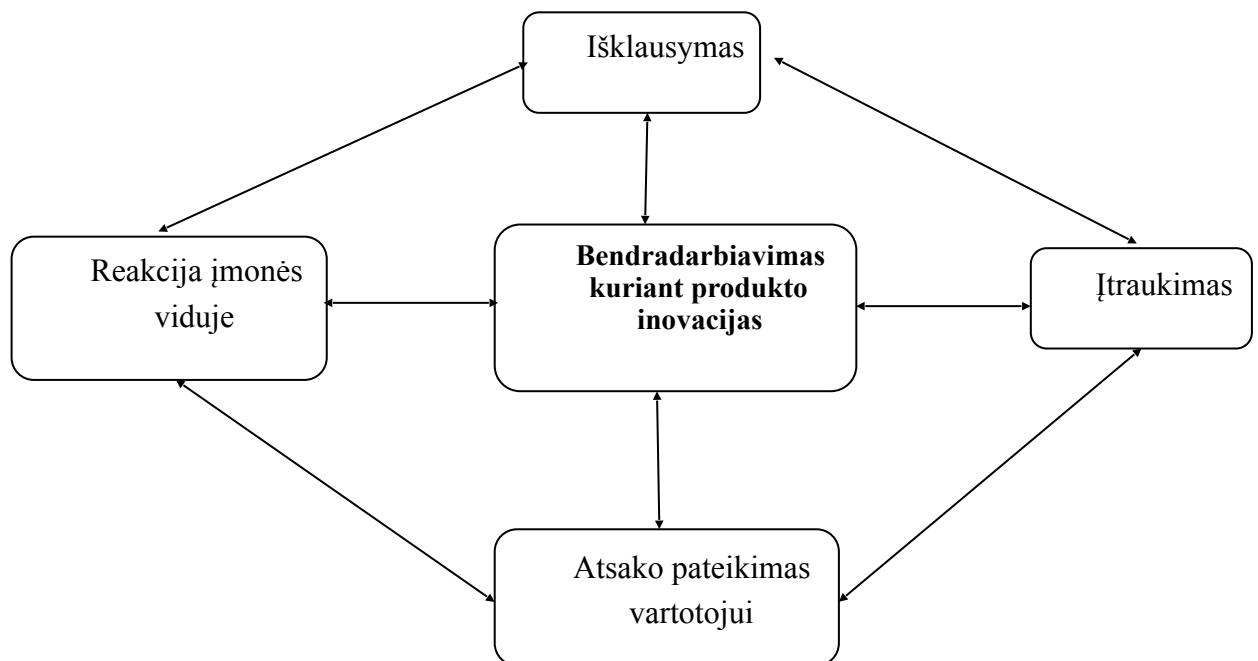 Išklausymas
Reakcija įmonės
viduje
Bendradarbiavimas
kuriant produkto
inovacijas
Įtraukimas
Atsako pateikimas
vartotojui